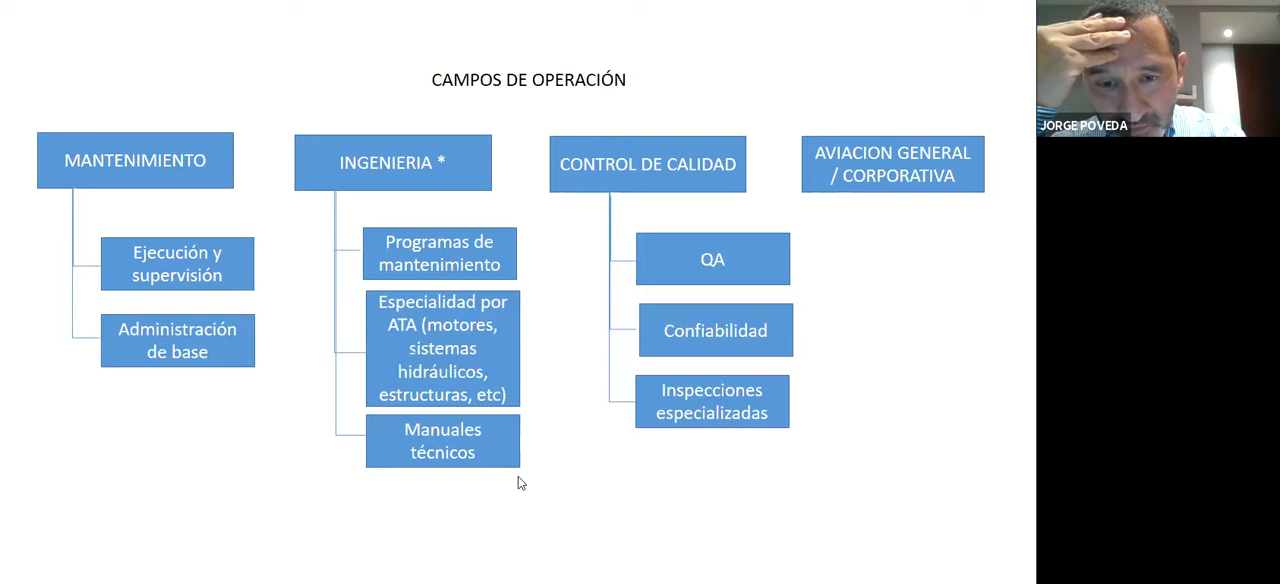 CAMPOS DE OPERACIÓN
MANTENIMIENTO
Ejecución y
supervisión
Administración
de base
INGENIERIA *
Programas de
mantenimiento
Especialidad por
ATA (motores,
sistemas
hidráulicos,
estructuras, etc)
Manuales
técnicos
CONTROL DE CALIDAD
QA
Confiabilidad
Inspecciones
especializadas
AVIACION GENERAL
/ CORPORATIVA
JORGE POVEDA